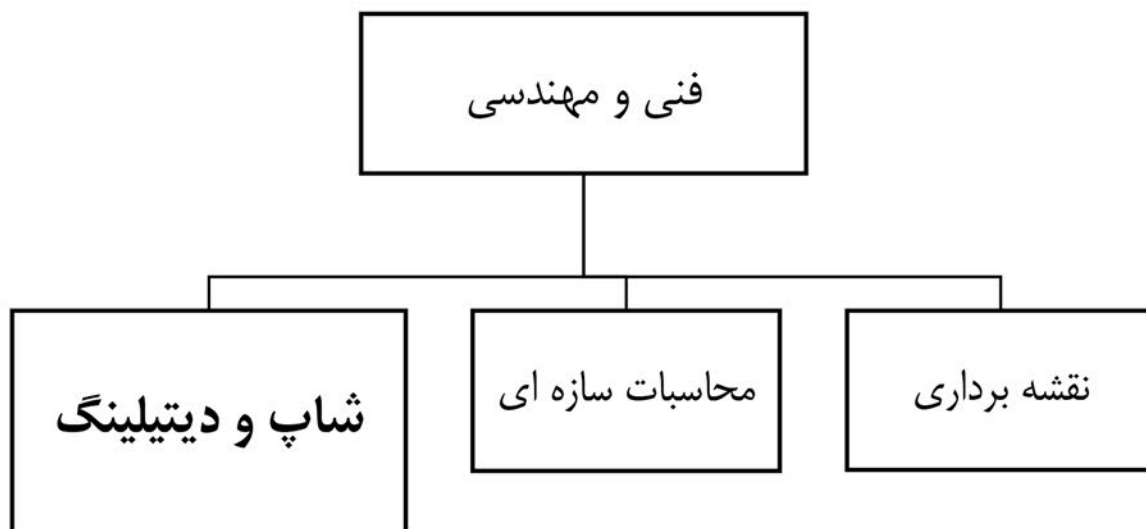 فنی و مهندسی
نقشه برداری
محاسبات سازه ای
شاپ و دیتیلینگ